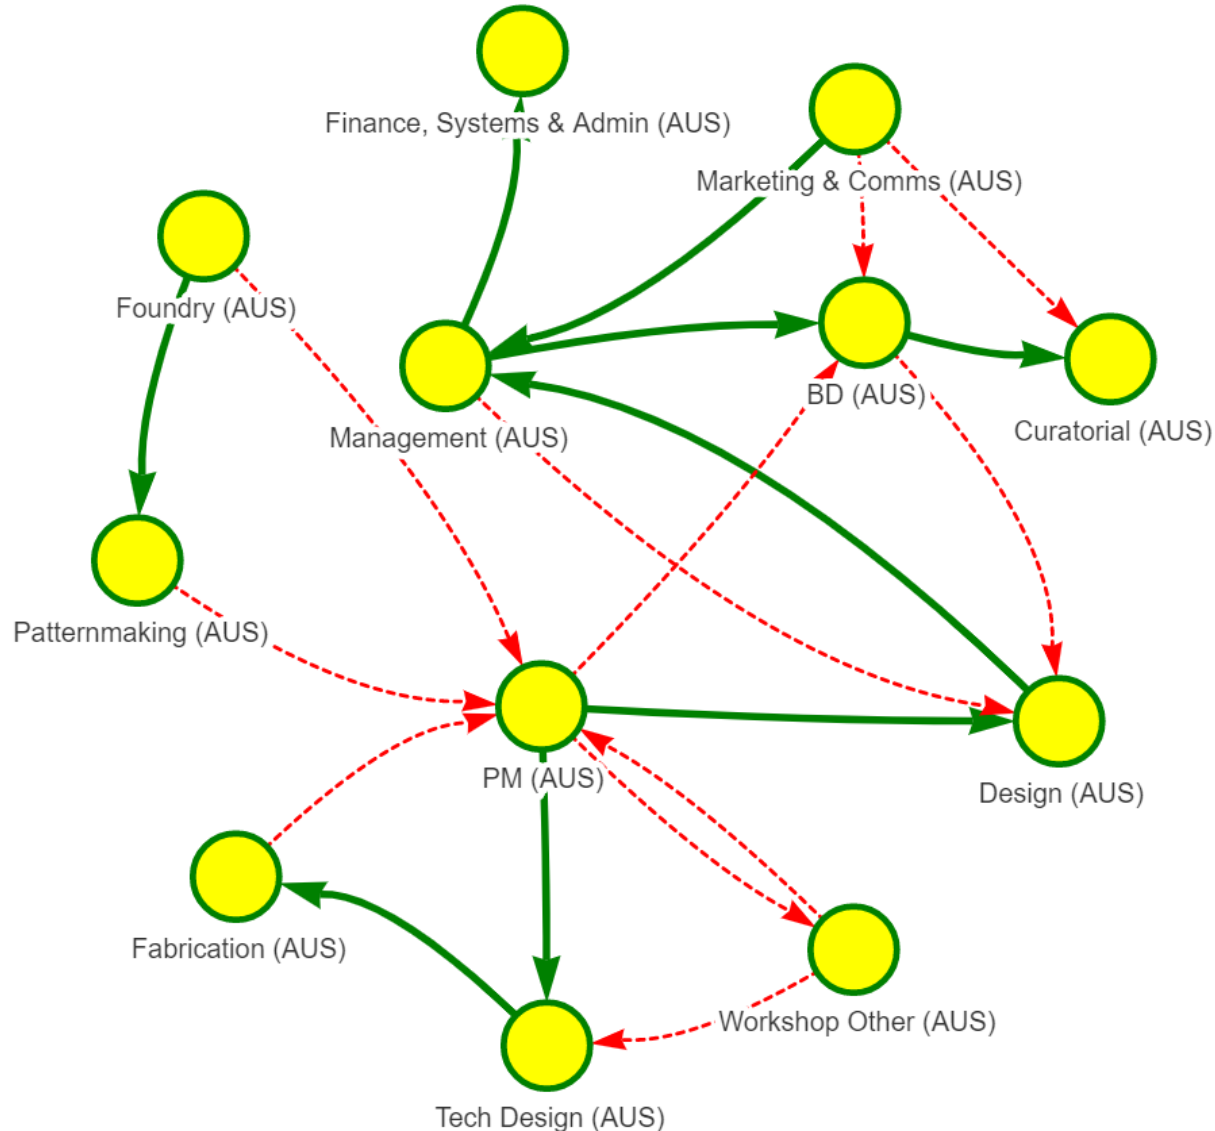 Finance, Systems & Admin (AUS)
Marketing & Comms (AUS)
Foundry (AUS)
BD (AUS)
Curatorial (AUS)
Management (AUS)
Patternmaking (AUS)
PM (AUS)
Design (AUS)
Fabrication (AUS)
Workshop Other (AUS)
Tech Design (AUS)